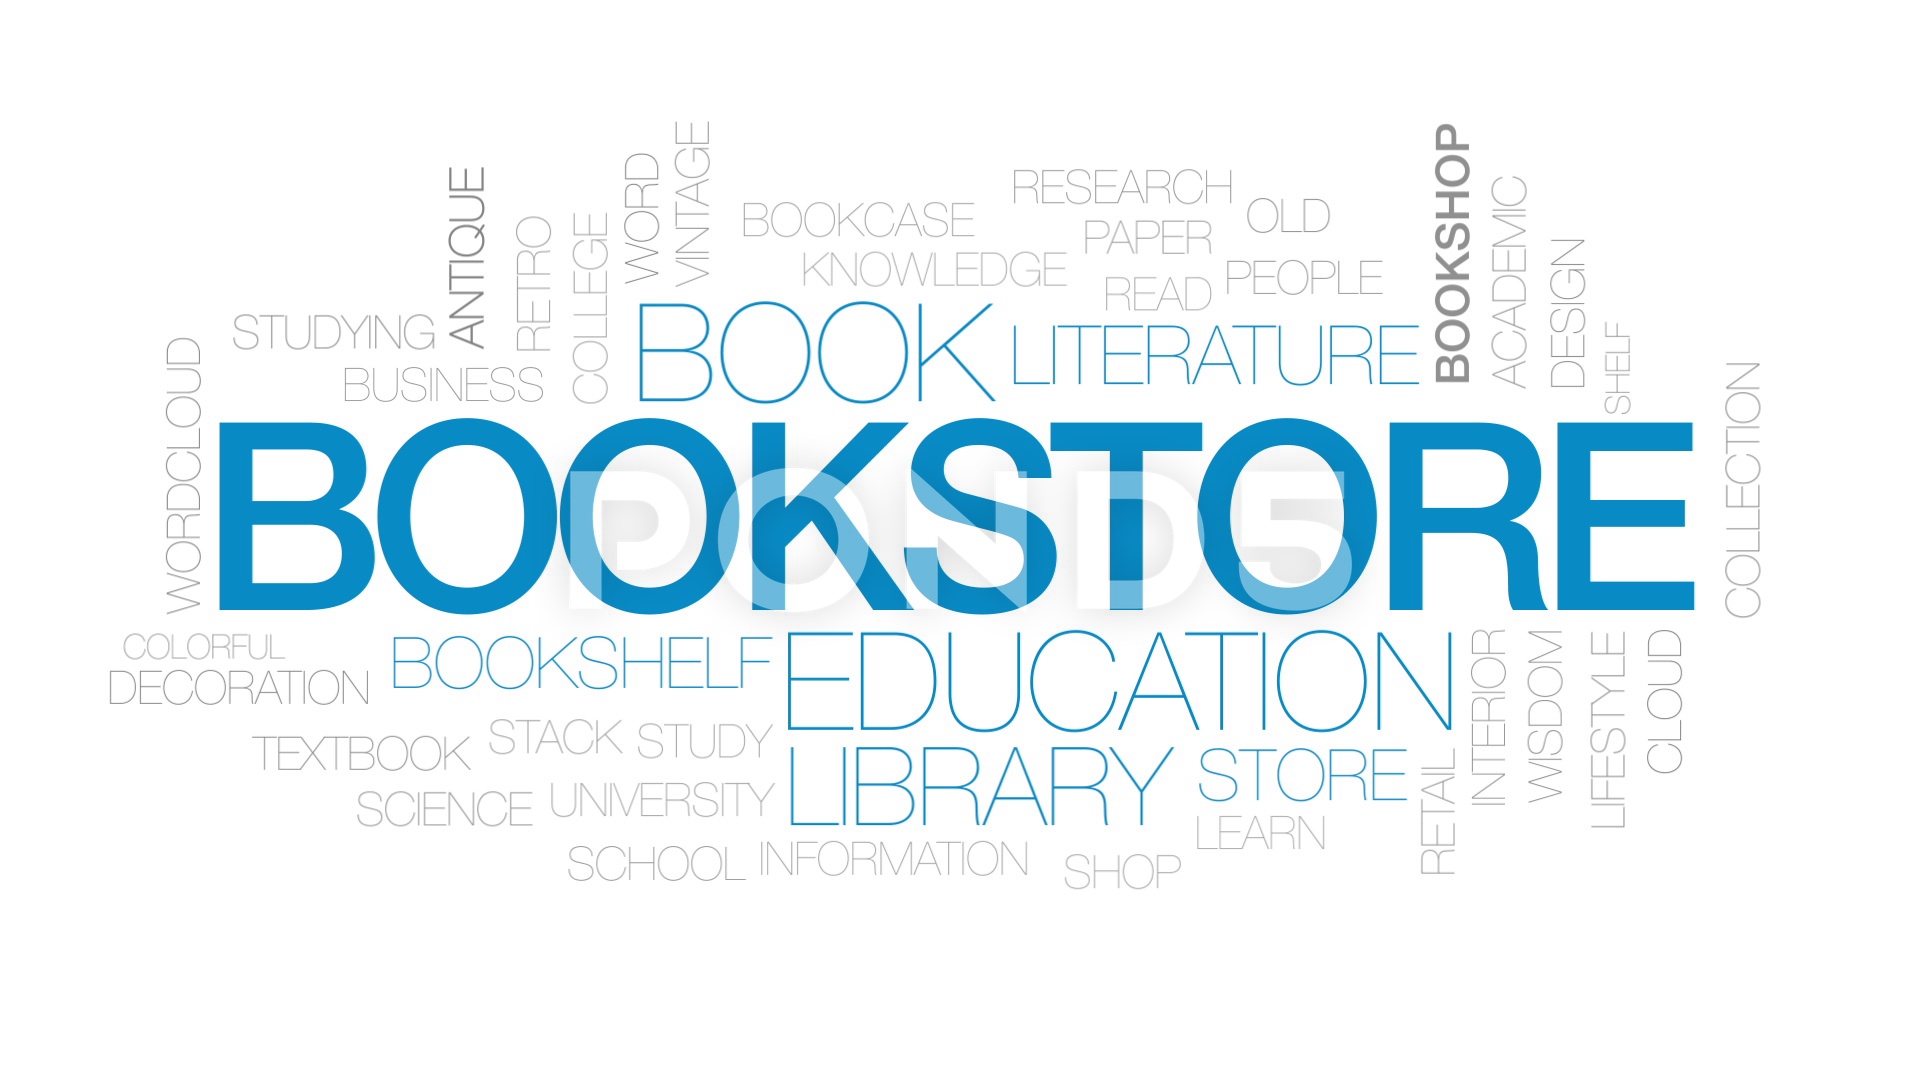 VINTAGE
WORD
ANTIQUE
RETRO
COLLEGE
BOOKCASE
RESEARCH
OLD
PAPER
KNOWLEDGE
READ
PEOPLE
BOOKSHOP
ACADEMIC
DESIGN
SHELF
STUDYING
BUSINESS
BOOK
LITERATURE
WORDCLOUD
BOOKSTORE
COLLECTION
POND5
COLORFUL
DECORATION
BOOKSHELF
EDUCATION
INTERIOR
WISDOM
LIFESTYLE
CLOUD
TEXTBOOK
STACK
STUDY
LIBRARY
STORE
RETAIL
SCIENCE
UNIVERSITY
LEARN
SCHOOL
INFORMATION
SHOP